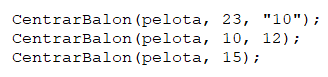 CentrarBalon(pelota, 23, "10");
CentrarBalon(pelota, 10, 12);
CentrarBalon(pelota, 15);